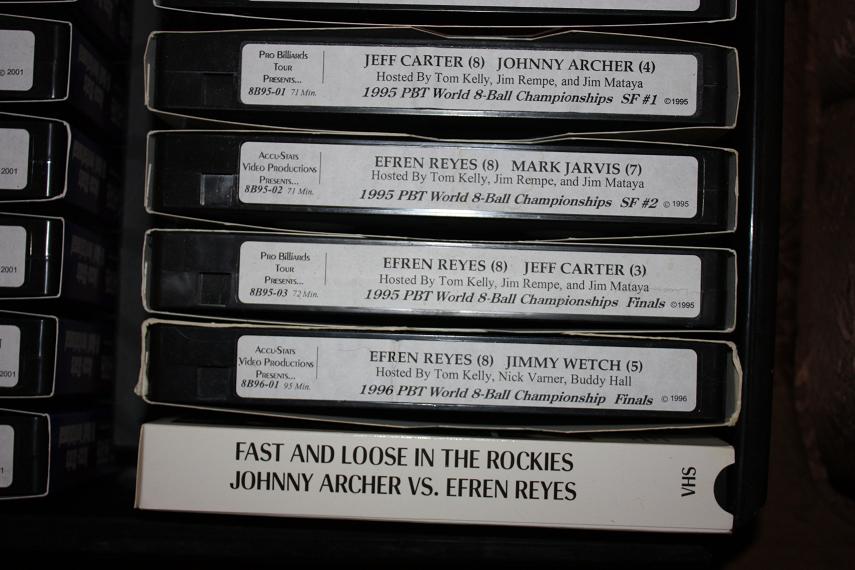 © 2001
2001
2001
2001
PRO BILLIARDS
TOUR
PRESENTS...
8B95-01 71 Min.
JEFF CARTER (8) JOHNNY ARCHER (4)
Hosted By Tom Kelly, Jim Rempe, and Jim Mataya
1995 PBT World 8-Ball Championships SF #1 ©1995
ACCU-STATS
VIDEO PRODUCTIONS
PRESENTS...
8B95-02 71 Min.
EFREN REYES (8) MARK JARVIS (7)
Hosted By Tom Kelly, Jim Rempe, and Jim Mataya
1995 PBT World 8-Ball Championships SF #2 © 1995
PRO BILLIARDS
TOUR
PRESENTS...
8B95-03 72 Min.
EFREN REYES (8) JEFF CARTER (3)
Hosted By Tom Kelly, Jim Rempe, and Jim Mataya
1995 PBT World 8-Ball Championships Finals ©1995
ACCU-STATS
VIDEO PRODUCTIONS
PRESENTS...
8B96-01 95 Min.
EFREN REYES (8) JIMMY WETCH (5)
Hosted By Tom Kelly, Nick Varner, Buddy Hall
1996 PBT World 8-Ball Championship Finals © 1996
FAST AND LOOSE IN THE ROCKIES
JOHNNY ARCHER VS. EFREN REYES
VHS